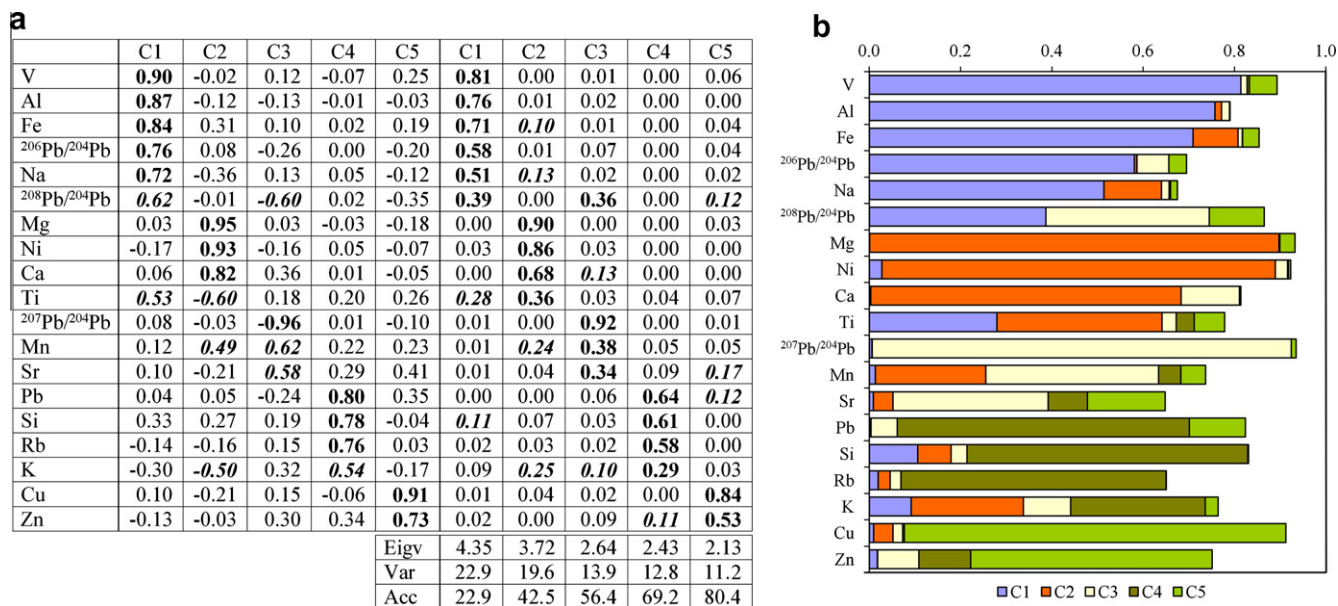 a
C1 C2 C3 C4 C5 C1 C2 C3 C4 C5
V 0.90 -0.02 0.12 -0.07 0.25 0.81 0.00 0.01 0.00 0.06
Al 0.87 -0.12 -0.13 -0.01 -0.03 0.76 0.01 0.02 0.00 0.00
Fe 0.84 0.31 0.10 0.02 0.19 0.71 0.10 0.01 0.00 0.04
²⁰⁶Pb/²⁰⁴Pb 0.76 0.08 -0.26 0.00 -0.20 0.58 0.01 0.07 0.00 0.04
Na 0.72 -0.36 0.13 0.05 -0.12 0.51 0.13 0.02 0.00 0.02
²⁰⁸Pb/²⁰⁴Pb 0.62 -0.01 -0.60 0.02 -0.35 0.39 0.00 0.36 0.00 0.12
Mg 0.03 0.95 0.03 -0.03 -0.18 0.00 0.90 0.00 0.00 0.03
Ni -0.17 0.93 -0.16 0.05 -0.07 0.03 0.86 0.03 0.00 0.00
Ca 0.06 0.82 0.36 0.01 -0.05 0.00 0.68 0.13 0.00 0.00
Ti 0.53 -0.60 0.18 0.20 0.26 0.28 0.36 0.03 0.04 0.07
²⁰⁷Pb/²⁰⁴Pb 0.08 -0.03 -0.96 0.01 -0.10 0.01 0.00 0.92 0.00 0.01
Mn 0.12 0.49 0.62 0.22 0.23 0.01 0.24 0.38 0.05 0.05
Sr 0.10 -0.21 0.58 0.29 0.41 0.01 0.04 0.34 0.09 0.17
Pb 0.04 0.05 -0.24 0.80 0.35 0.00 0.00 0.06 0.64 0.12
Si 0.33 0.27 0.19 0.78 -0.04 0.11 0.07 0.03 0.61 0.00
Rb -0.14 -0.16 0.15 0.76 0.03 0.02 0.03 0.02 0.58 0.00
K -0.30 -0.50 0.32 0.54 -0.17 0.09 0.25 0.10 0.29 0.03
Cu 0.10 -0.21 0.15 -0.06 0.91 0.01 0.04 0.02 0.00 0.84
Zn -0.13 -0.03 0.30 0.34 0.73 0.02 0.00 0.09 0.11 0.53
Eigv 4.35 3.72 2.64 2.43 2.13
Var 22.9 19.6 13.9 12.8 11.2
Acc 22.9 42.5 56.4 69.2 80.4
b
0.0 0.2 0.4 0.6 0.8 1.0
V
Al
Fe
²⁰⁶Pb/²⁰⁴Pb
Na
²⁰⁸Pb/²⁰⁴Pb
Mg
Ni
Ca
Ti
²⁰⁷Pb/²⁰⁴Pb
Mn
Sr
Pb
Si
Rb
K
Cu
Zn
C1 C2 C3 C4 C5